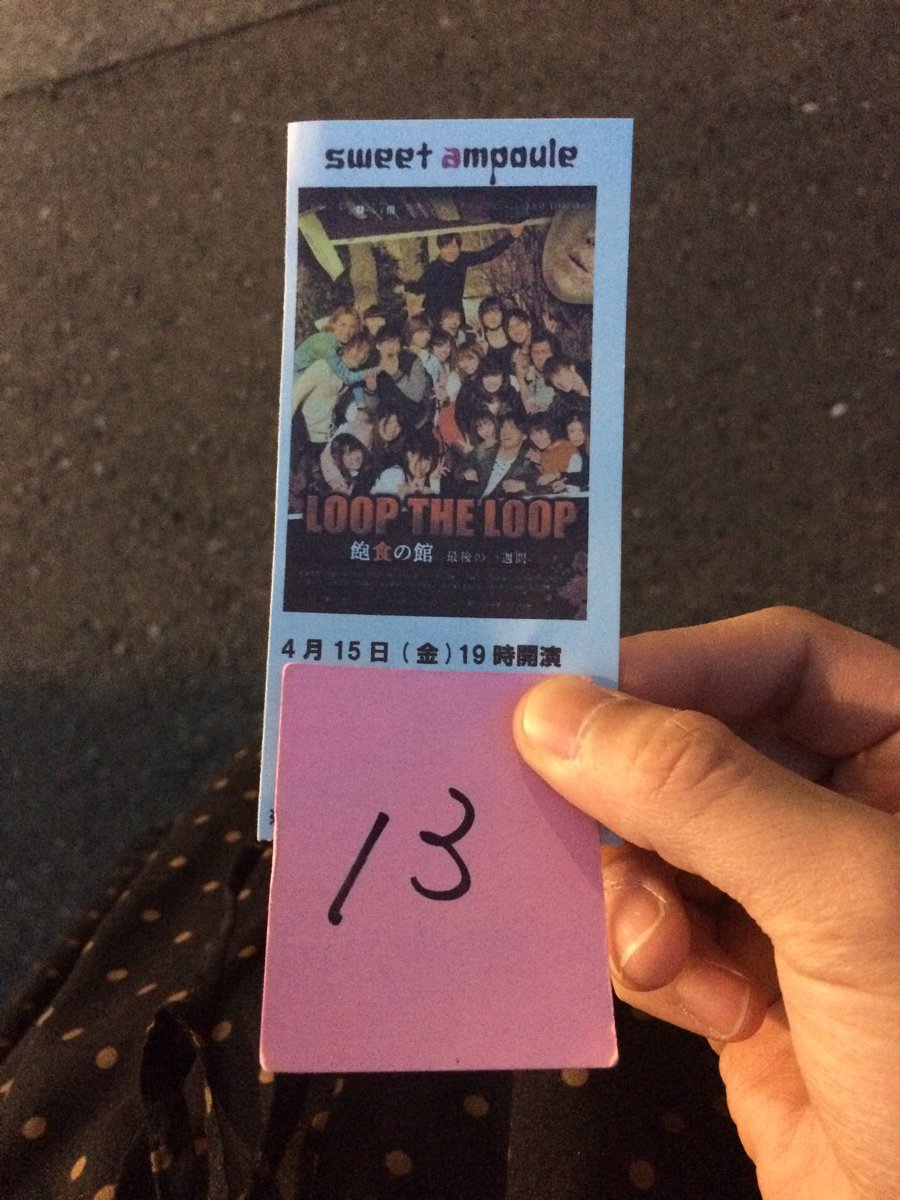 sweet ampoule
LOOP THE LOOP
飽食の館 最後の一週間-
4月15日(金)19時開演
13